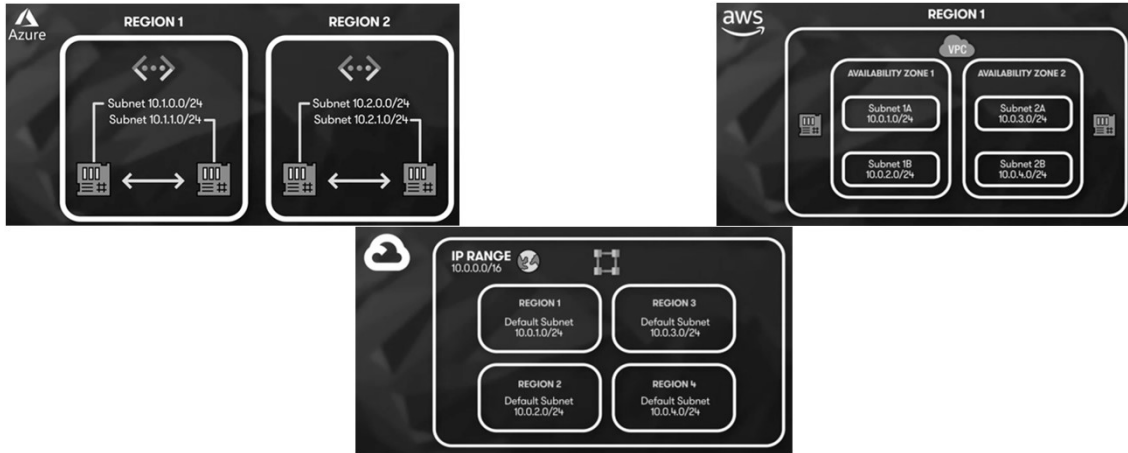 Azure
REGION 1
Subnet 10.1.0.0/24
Subnet 10.1.1.0/24
REGION 2
Subnet 10.2.0.0/24
Subnet 10.2.1.0/24
aws
REGION 1
VPC
AVAILABILITY ZONE 1
Subnet 1A
10.0.1.0/24
Subnet 1B
10.0.2.0/24
AVAILABILITY ZONE 2
Subnet 2A
10.0.3.0/24
Subnet 2B
10.0.4.0/24
IP RANGE
10.0.0.0/16
REGION 1
Default Subnet
10.0.1.0/24
REGION 3
Default Subnet
10.0.3.0/24
REGION 2
Default Subnet
10.0.2.0/24
REGION 4
Default Subnet
10.0.4.0/24